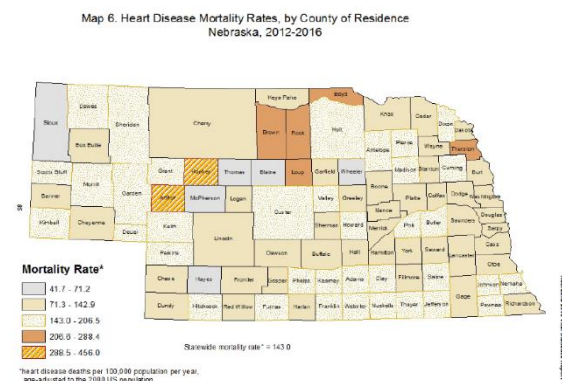 Map 6. Heart Disease Mortality Rates, by County of Residence
Nebraska, 2012-2016
Keya Paha
Boyd
Dawes
Sioux
Sheridan
Cherry
Knox
Cedar
Dixon
Dakota
Brown
Rock
Holt
Box Butte
Antelope
Pierce
Wayne
Thurston
Scotts Bluff
Morrill
Garden
Grant
Hooker
Thomas
Blaine
Loup
Garfield
Wheeler
Madison
Stanton
Cuming
Burt
Banner
Arthur
McPherson
Logan
Custer
Valley
Greeley
Boone
Platte
Colfax
Dodge
Washington
Kimball
Cheyenne
Deuel
Keith
Lincoln
Sherman
Howard
Nance
Merrick
Polk
Butler
Saunders
Douglas
Sarpy
Perkins
Dawson
Buffalo
Hall
Hamilton
York
Seward
Lancaster
Cass
Otoe
Chase
Hayes
Frontier
Gosper
Phelps
Kearney
Adams
Clay
Fillmore
Saline
Gage
Johnson
Nemaha
Dundy
Hitchcock
Red Willow
Furnas
Harlan
Franklin
Webster
Nuckolls
Thayer
Jefferson
Pawnee
Richardson
Mortality Rate*
41.7 - 71.2
71.3 - 142.9
143.0 - 206.5
206.6 - 288.4
288.5 - 456.0
Statewide mortality rate* = 143.0
*heart disease deaths per 100,000 population per year,
age-adjusted to the 2000 US population